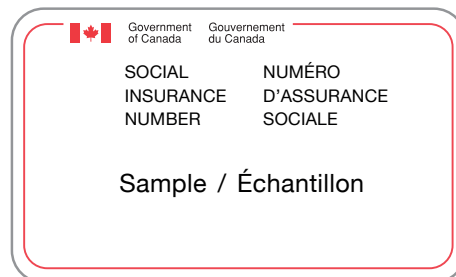 Government Gouvernement
of Canada du Canada
SOCIAL NUMÉRO
INSURANCE D'ASSURANCE
NUMBER SOCIALE
Sample / Échantillon